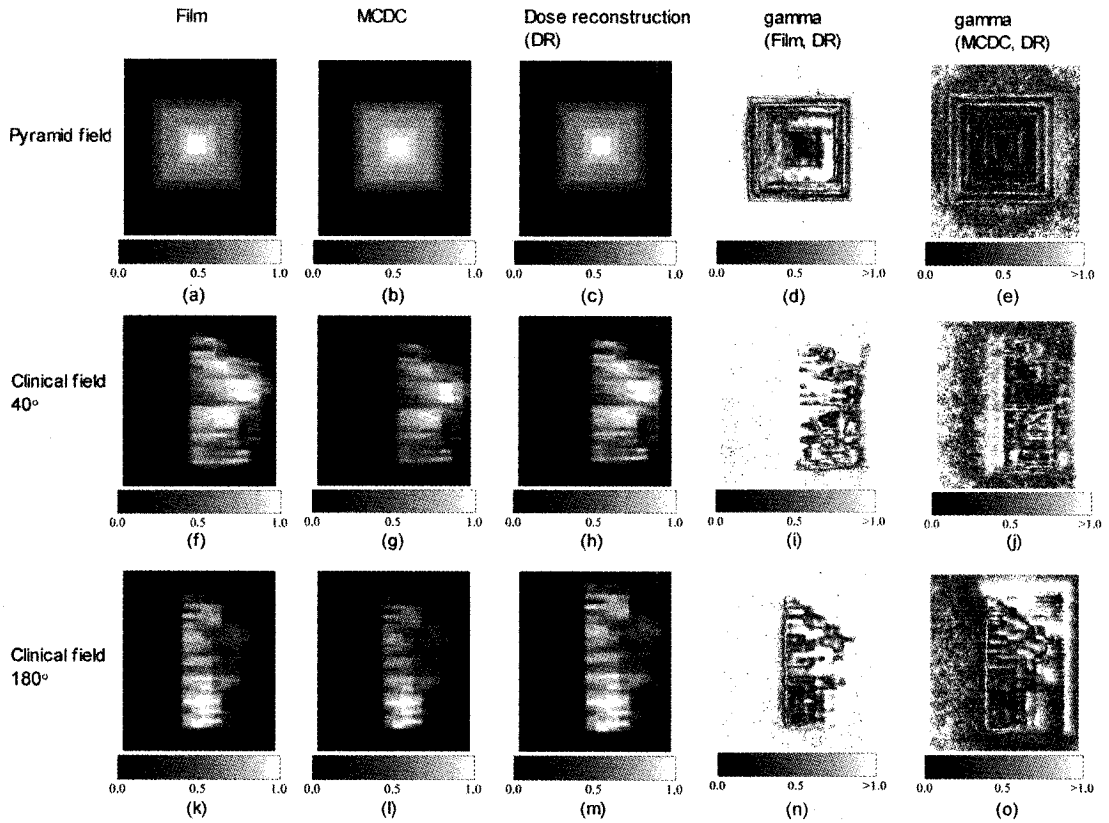 Film MCDC Dose reconstruction (DR) gamma (Film, DR) gamma (MCDC, DR)
Pyramid field
0.0 0.5 1.0 0.0 0.5 1.0 0.0 0.5 1.0 0.0 0.5 >1.0 0.0 0.5 >1.0
(a) (b) (c) (d) (e)
Clinical field
40°
0.0 0.5 1.0 0.0 0.5 1.0 0.0 0.5 1.0 0.0 0.5 >1.0 0.0 0.5 >1.0
(f) (g) (h) (i) (j)
Clinical field
180°
0.0 0.5 1.0 0.0 0.5 1.0 0.0 0.5 1.0 0.0 0.5 >1.0 0.0 0.5 >1.0
(k) (l) (m) (n) (o)